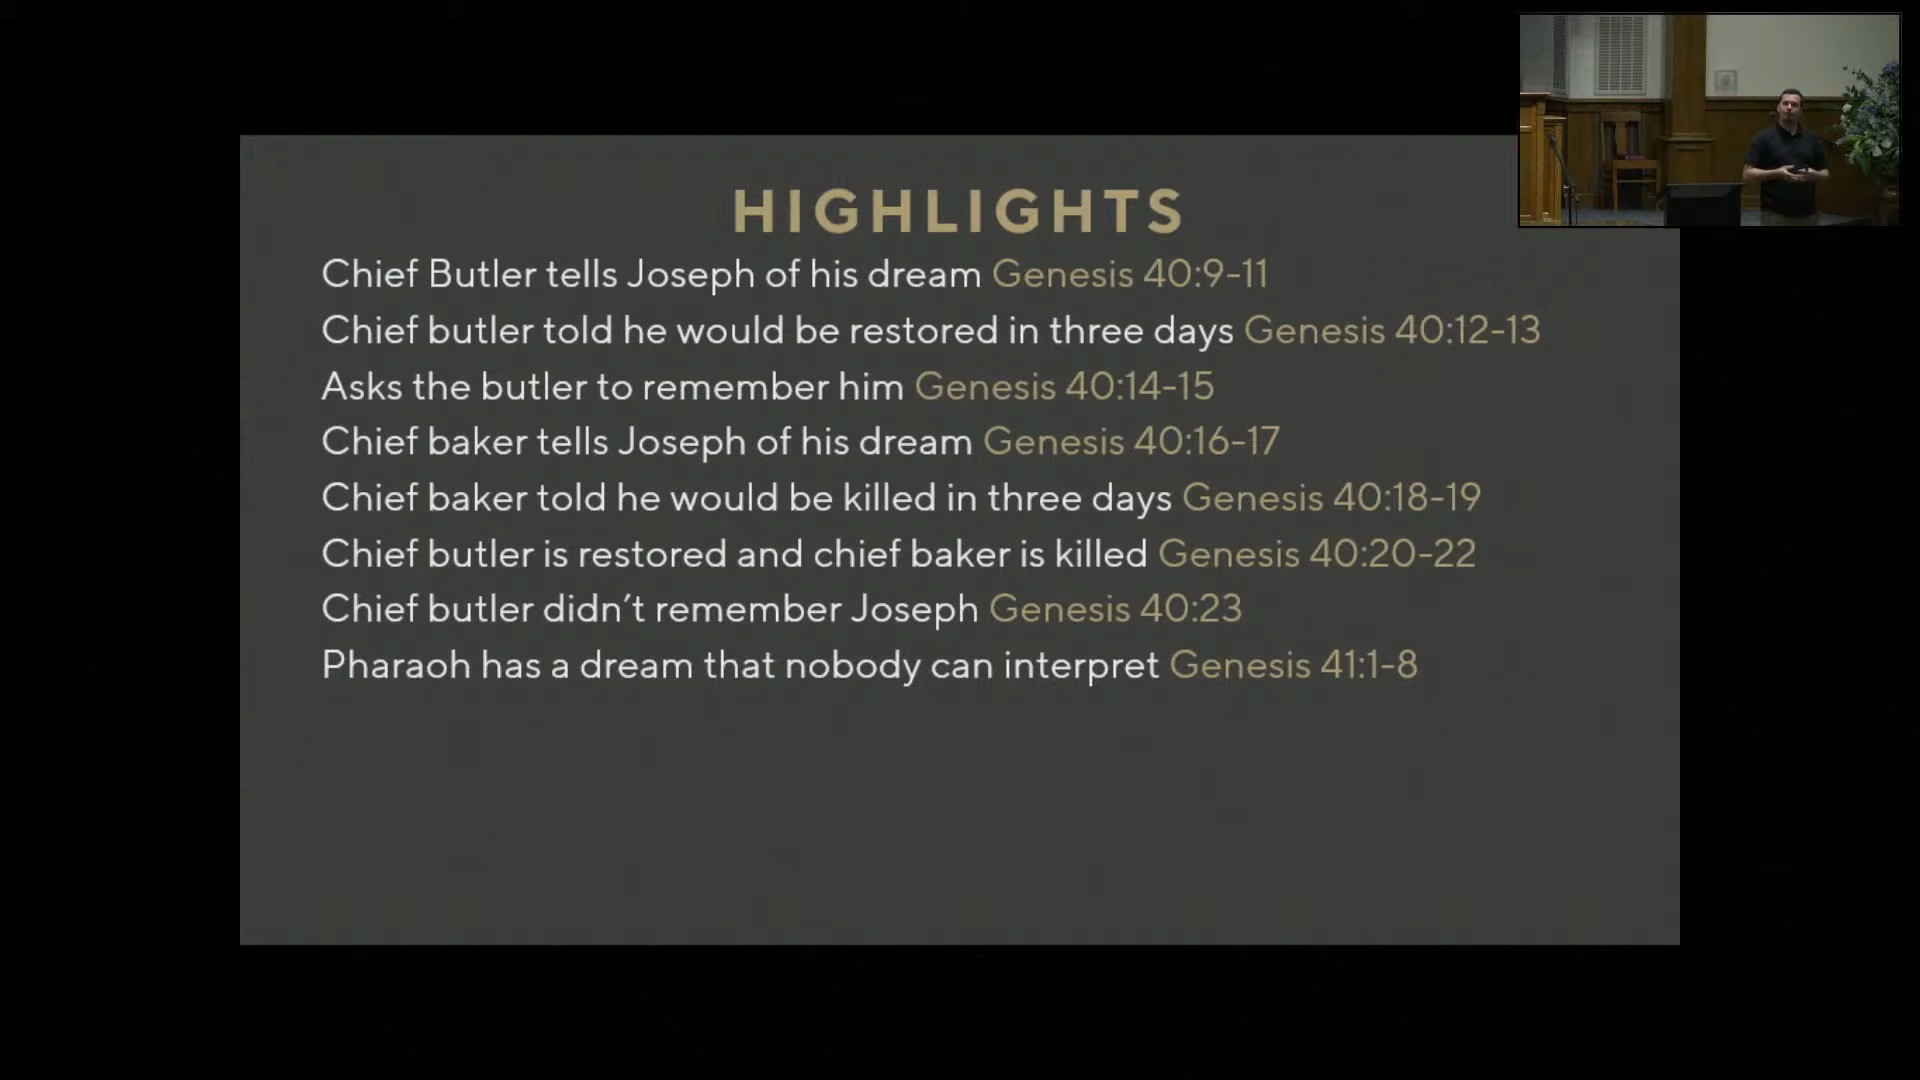 HIGHLIGHTS
Chief Butler tells Joseph of his dream Genesis 40:9-11
Chief butler told he would be restored in three days Genesis 40:12-13
Asks the butler to remember him Genesis 40:14-15
Chief baker tells Joseph of his dream Genesis 40:16-17
Chief baker told he would be killed in three days Genesis 40:18-19
Chief butler is restored and chief baker is killed Genesis 40:20-22
Chief butler didn't remember Joseph Genesis 40:23
Pharaoh has a dream that nobody can interpret Genesis 41:1-8